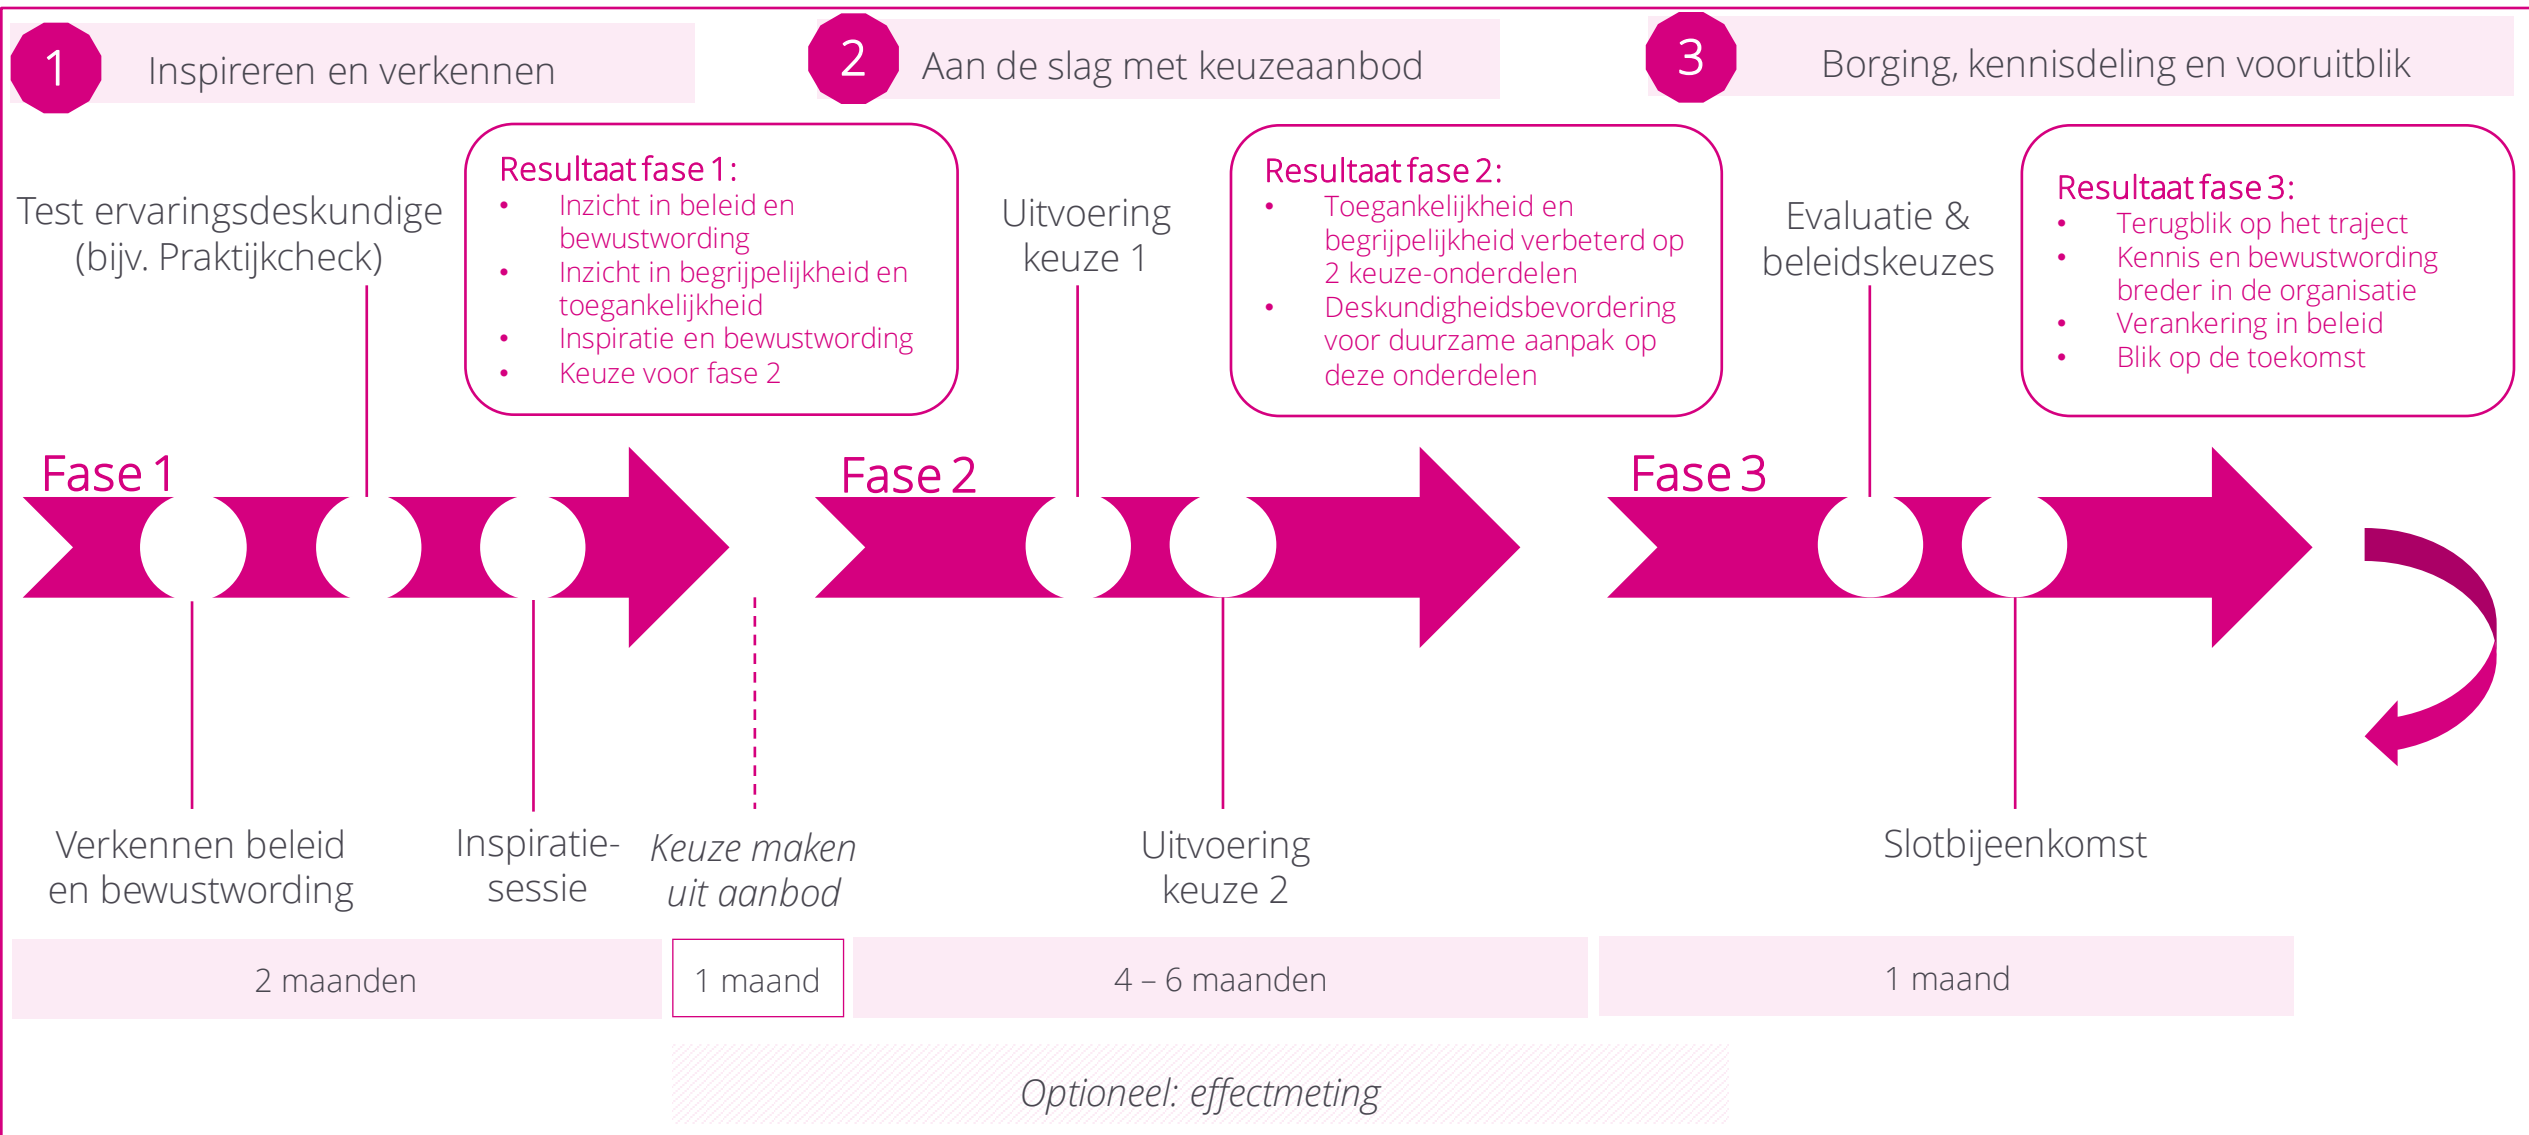 1
Inspireren en verkennen
2
Aan de slag met keuzeaanbod
3
Borging, kennisdeling en vooruitblik
Test ervaringsdeskundige
(bijv. Praktijkcheck)
Resultaat fase 1:
• Inzicht in beleid en
bewustwording
• Inzicht in begrijpelijkheid en
toegankelijkheid
• Inspiratie en bewustwording
• Keuze voor fase 2
Uitvoering
keuze 1
Resultaat fase 2:
• Toegankelijkheid en
begrijpelijkheid verbeterd op
2 keuze-onderdelen
• Deskundigheidsbevordering
voor duurzame aanpak op
deze onderdelen
Evaluatie &
beleidskeuzes
Resultaat fase 3:
• Terugblik op het traject
• Kennis en bewustwording
breder in de organisatie
• Verankering in beleid
• Blik op de toekomst
Fase 1
Fase 2
Fase 3
Verkennen beleid
en bewustwording
Inspiratie-
sessie
Keuze maken
uit aanbod
Uitvoering
keuze 2
Slotbijeenkomst
2 maanden
1 maand
4 – 6 maanden
1 maand
Optioneel: effectmeting